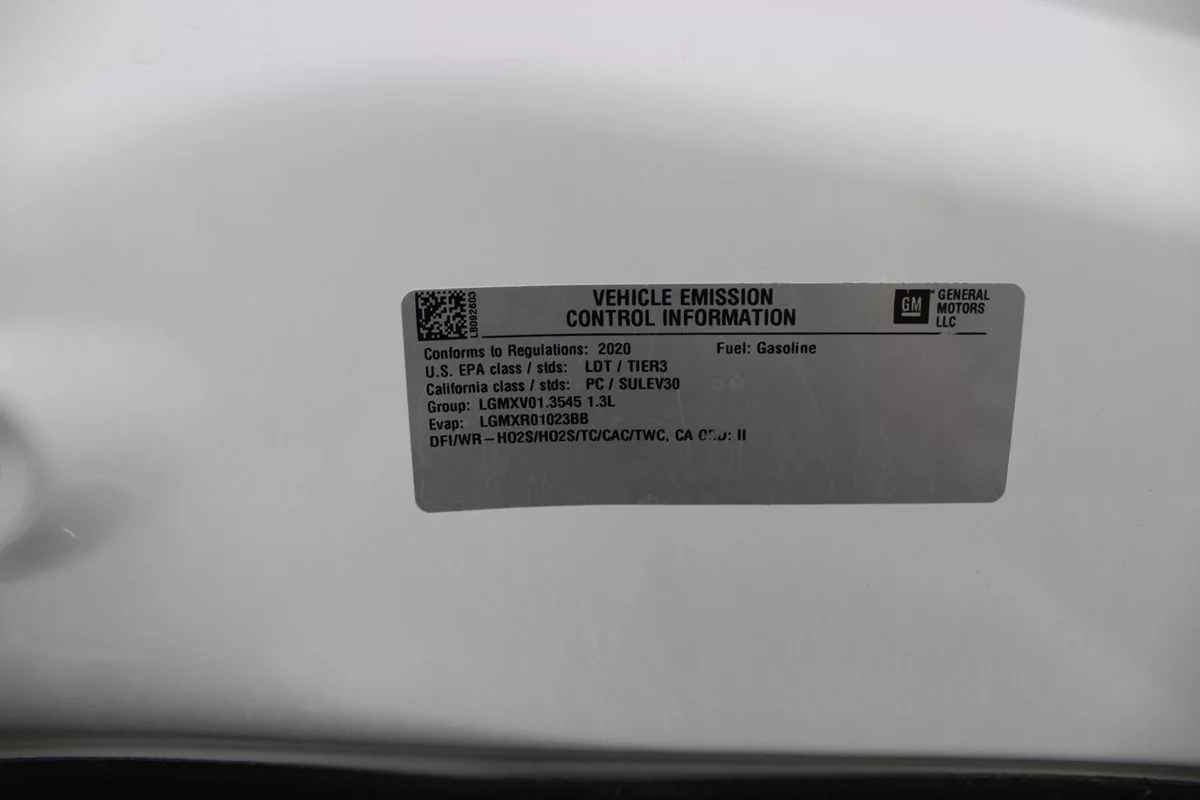 LB092603
VEHICLE EMISSION
CONTROL INFORMATION
GM
GENERAL
MOTORS
LLC
Conforms to Regulations: 2020 Fuel: Gasoline
U.S. EPA class / stds: LDT / TIER3
California class / stds: PC / SULEV30
Group: LGMXV01.3545 1.3L
Evap: LGMXR01023BB
DFI/WR-HO2S/HO2S/TC/CAC/TWC, CA II